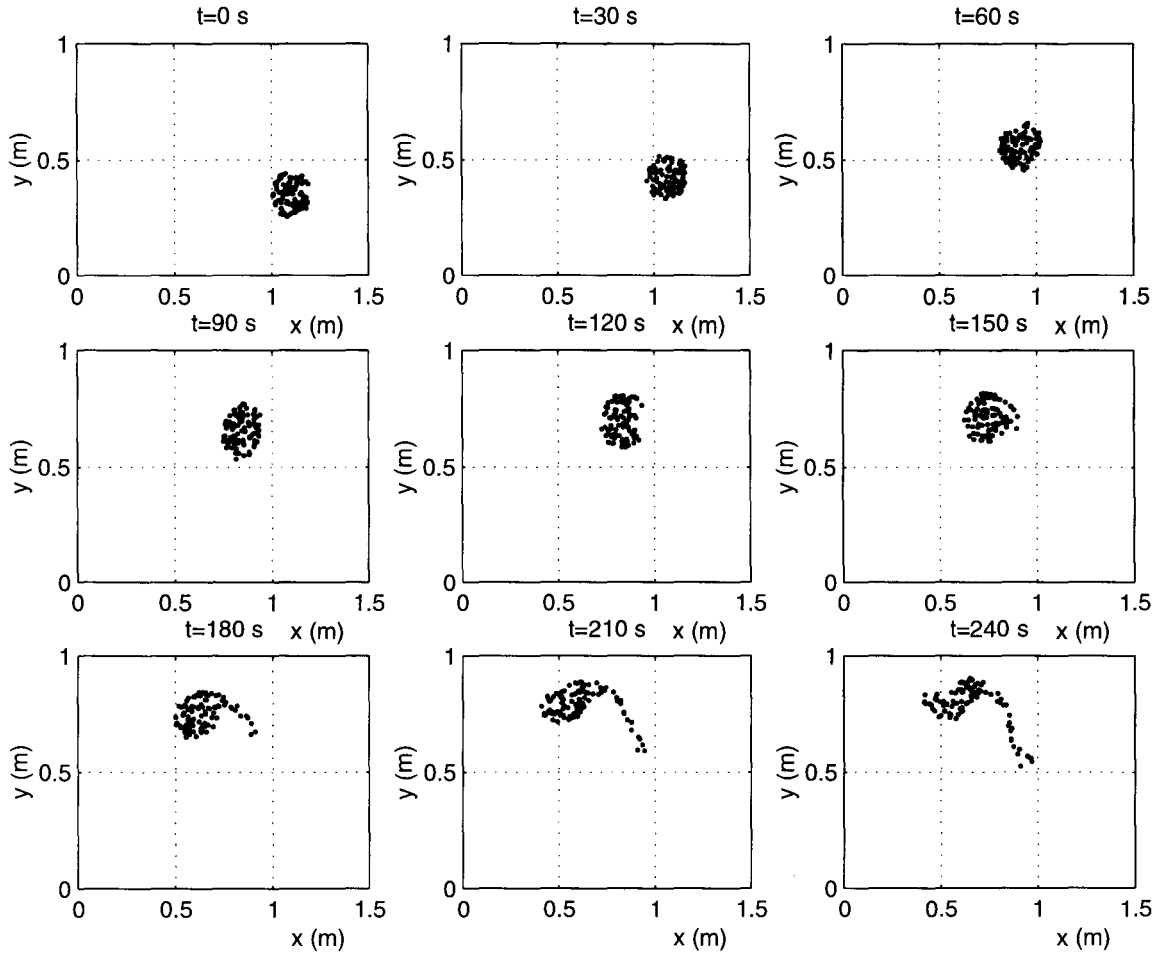 t=0 s t=30 s t=60 s
1 1 1
y (m) y (m) y (m)
0.5 0.5 0.5
0 0 0
0 0.5 1 1.5 0 0.5 1 1.5 0 0.5 1 1.5
t=90 s x (m) t=120 s x (m) t=150 s x (m)
1 1 1
y (m) y (m) y (m)
0.5 0.5 0.5
0 0 0
0 0.5 1 1.5 0 0.5 1 1.5 0 0.5 1 1.5
t=180 s x (m) t=210 s x (m) t=240 s x (m)
1 1 1
y (m) y (m) y (m)
0.5 0.5 0.5
0 0 0
0 0.5 1 1.5 0 0.5 1 1.5 0 0.5 1 1.5
x (m) x (m) x (m)